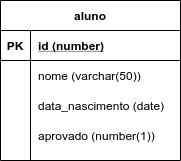 aluno
PK id (number)
nome (varchar(50))
data_nascimento (date)
aprovado (number(1))